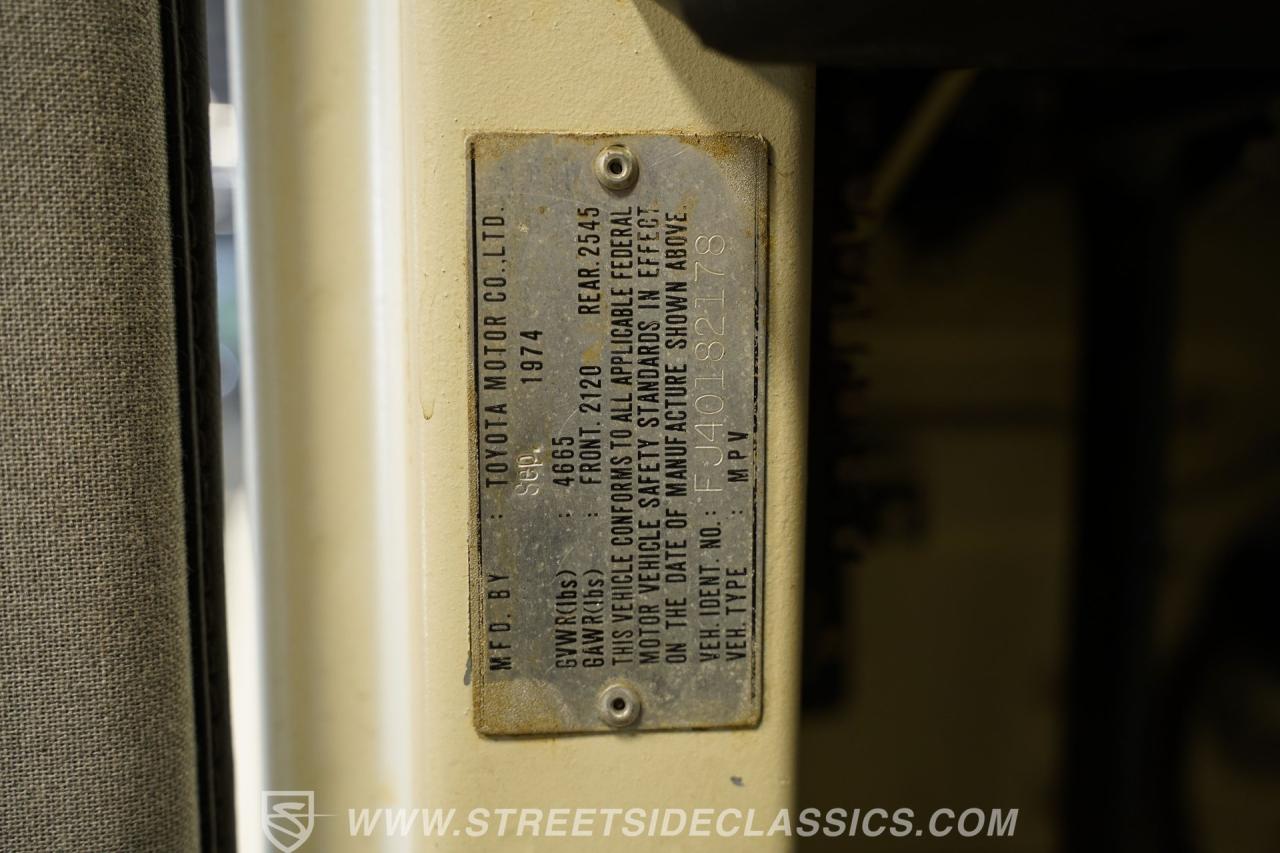 MFD. BY : TOYOTA MOTOR CO.,LTD.
Sep. 1974
GVWR(lbs) : 4665
GAWR(lbs) : FRONT. 2120 REAR. 2545
THIS VEHICLE CONFORMS TO ALL APPLICABLE FEDERAL
MOTOR VEHICLE SAFETY STANDARDS IN EFFECT
ON THE DATE OF MANUFACTURE SHOWN ABOVE.
VEH. IDENT. NO. : FJ40182178
VEH. TYPE : MPV
WWW.STREETSIDECLASSICS.COM